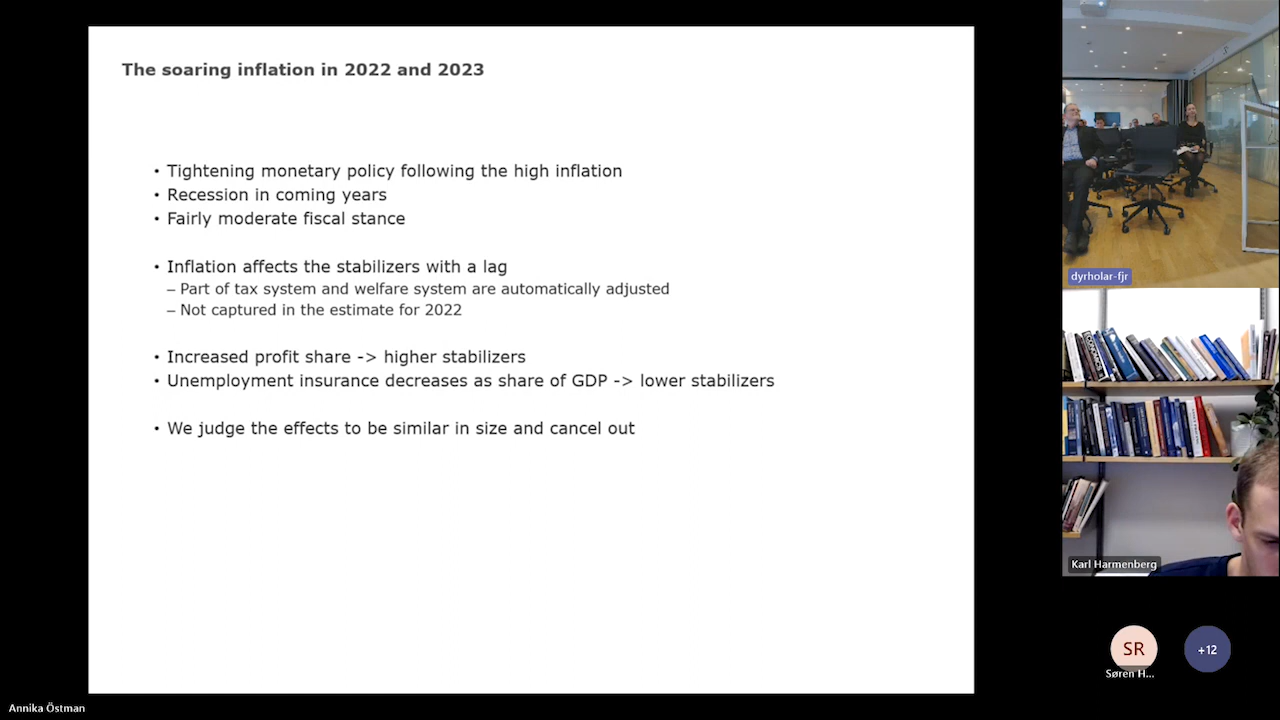 The soaring inflation in 2022 and 2023
• Tightening monetary policy following the high inflation
• Recession in coming years
• Fairly moderate fiscal stance
• Inflation affects the stabilizers with a lag
– Part of tax system and welfare system are automatically adjusted
– Not captured in the estimate for 2022
• Increased profit share -> higher stabilizers
• Unemployment insurance decreases as share of GDP -> lower stabilizers
• We judge the effects to be similar in size and cancel out
dyrholar-fjr
Karl Harmenberg
SR
+12
Søren H...
Annika Östman